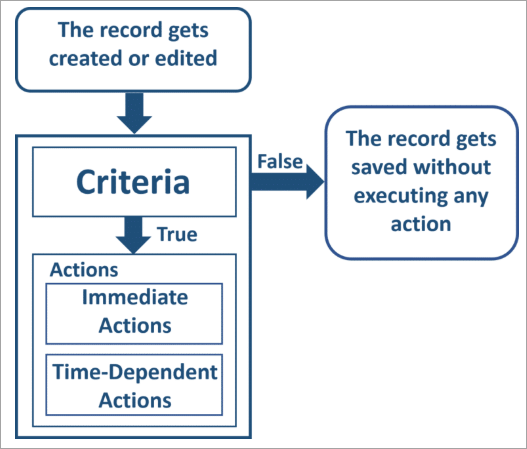 The record gets
created or edited
Criteria
False
The record gets
saved without
executing any
action
True
Actions
Immediate
Actions
Time-Dependent
Actions